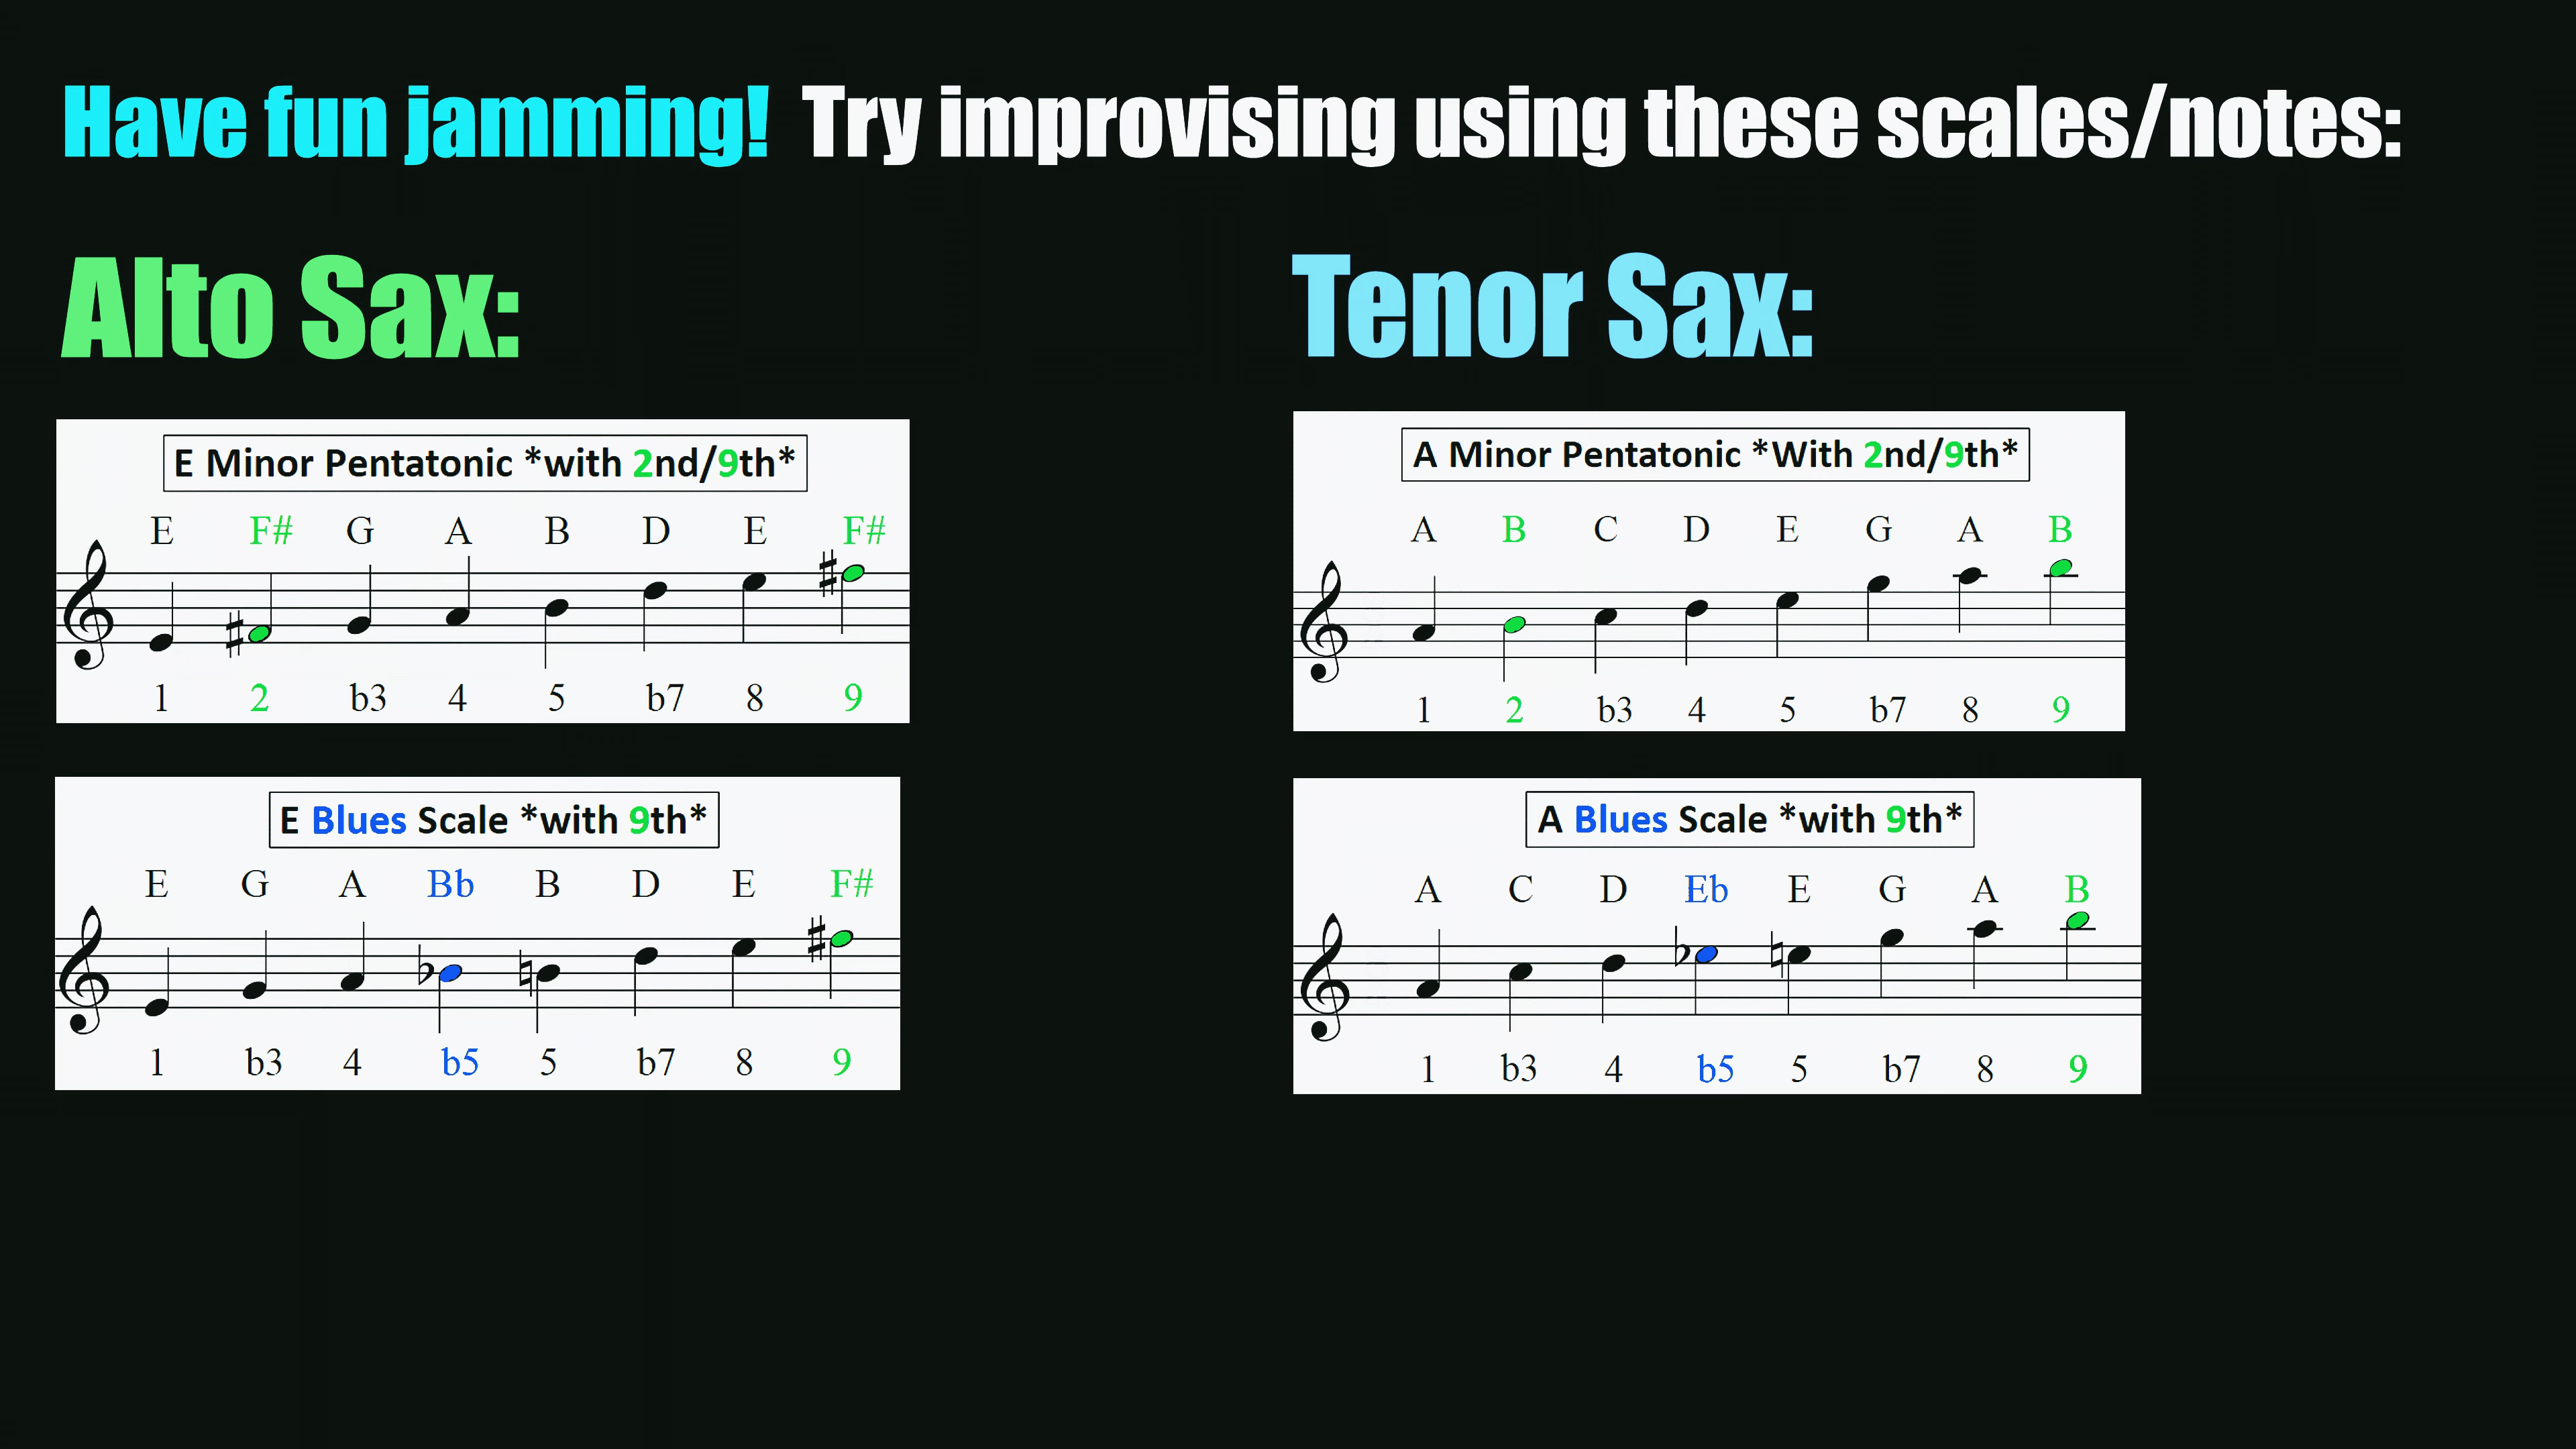 Have fun jamming! Try improvising using these scales/notes:
Alto Sax:
E Minor Pentatonic *with 2nd/9th*
E F# G A B D E F#
1 2 b3 4 5 b7 8 9
E Blues Scale *with 9th*
E G A Bb B D E F#
1 b3 4 b5 5 b7 8 9
Tenor Sax:
A Minor Pentatonic *With 2nd/9th*
A B C D E G A B
1 2 b3 4 5 b7 8 9
A Blues Scale *with 9th*
A C D Eb E G A B
1 b3 4 b5 5 b7 8 9